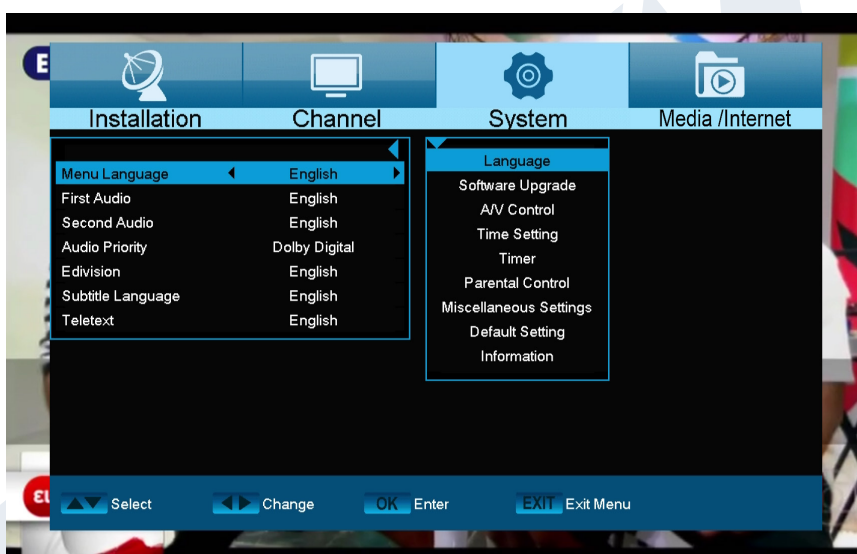 E
Installation Channel System Media /Internet
Menu Language English
First Audio English
Second Audio English
Audio Priority Dolby Digital
Edivision English
Subtitle Language English
Teletext English
Language
Software Upgrade
A/V Control
Time Setting
Timer
Parental Control
Miscellaneous Settings
Default Setting
Information
ει
Select Change OK Enter EXIT Exit Menu